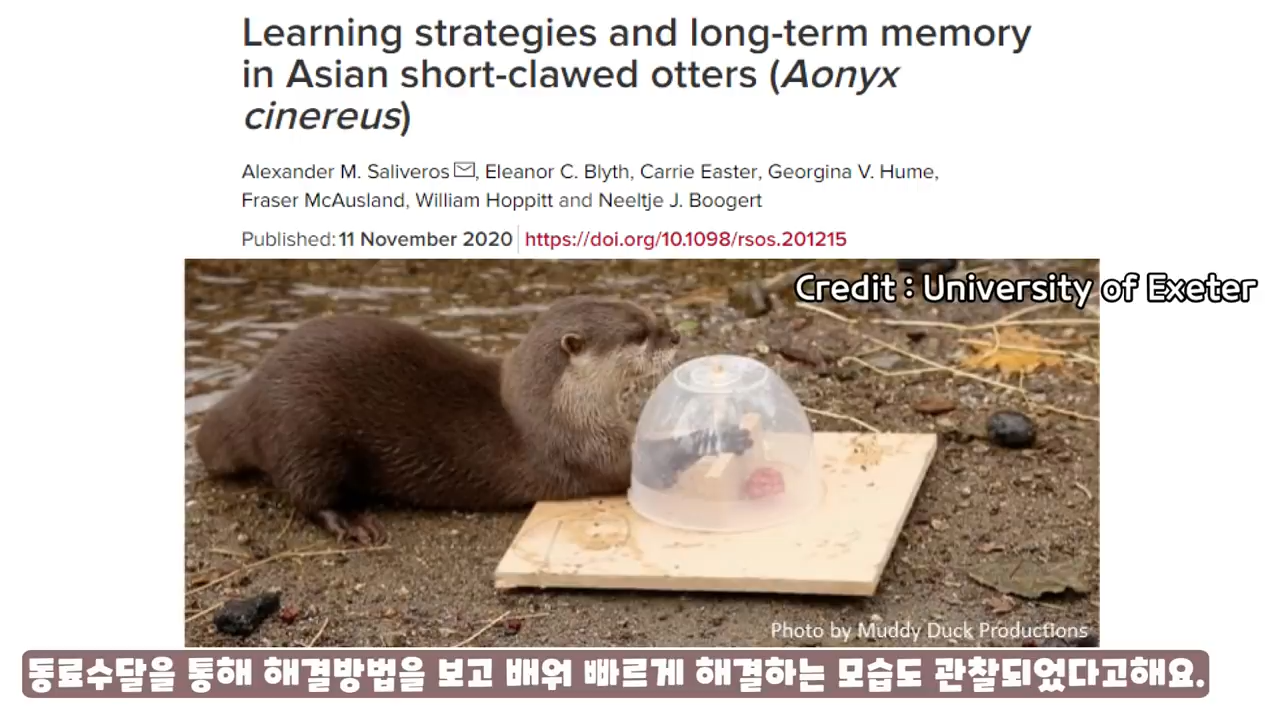 Learning strategies and long-term memory
in Asian short-clawed otters (Aonyx
cinereus)
Alexander M. Saliveros, Eleanor C. Blyth, Carrie Easter, Georgina V. Hume,
Fraser McAusland, William Hoppitt and Neeltje J. Boogert
Published: 11 November 2020 https://doi.org/10.1098/rsos.201215
Credit : University of Exeter
Photo by Muddy Duck Productions
동료수달을 통해 해결방법을 보고 배워 빠르게 해결하는 모습도 관찰되었다고해요.